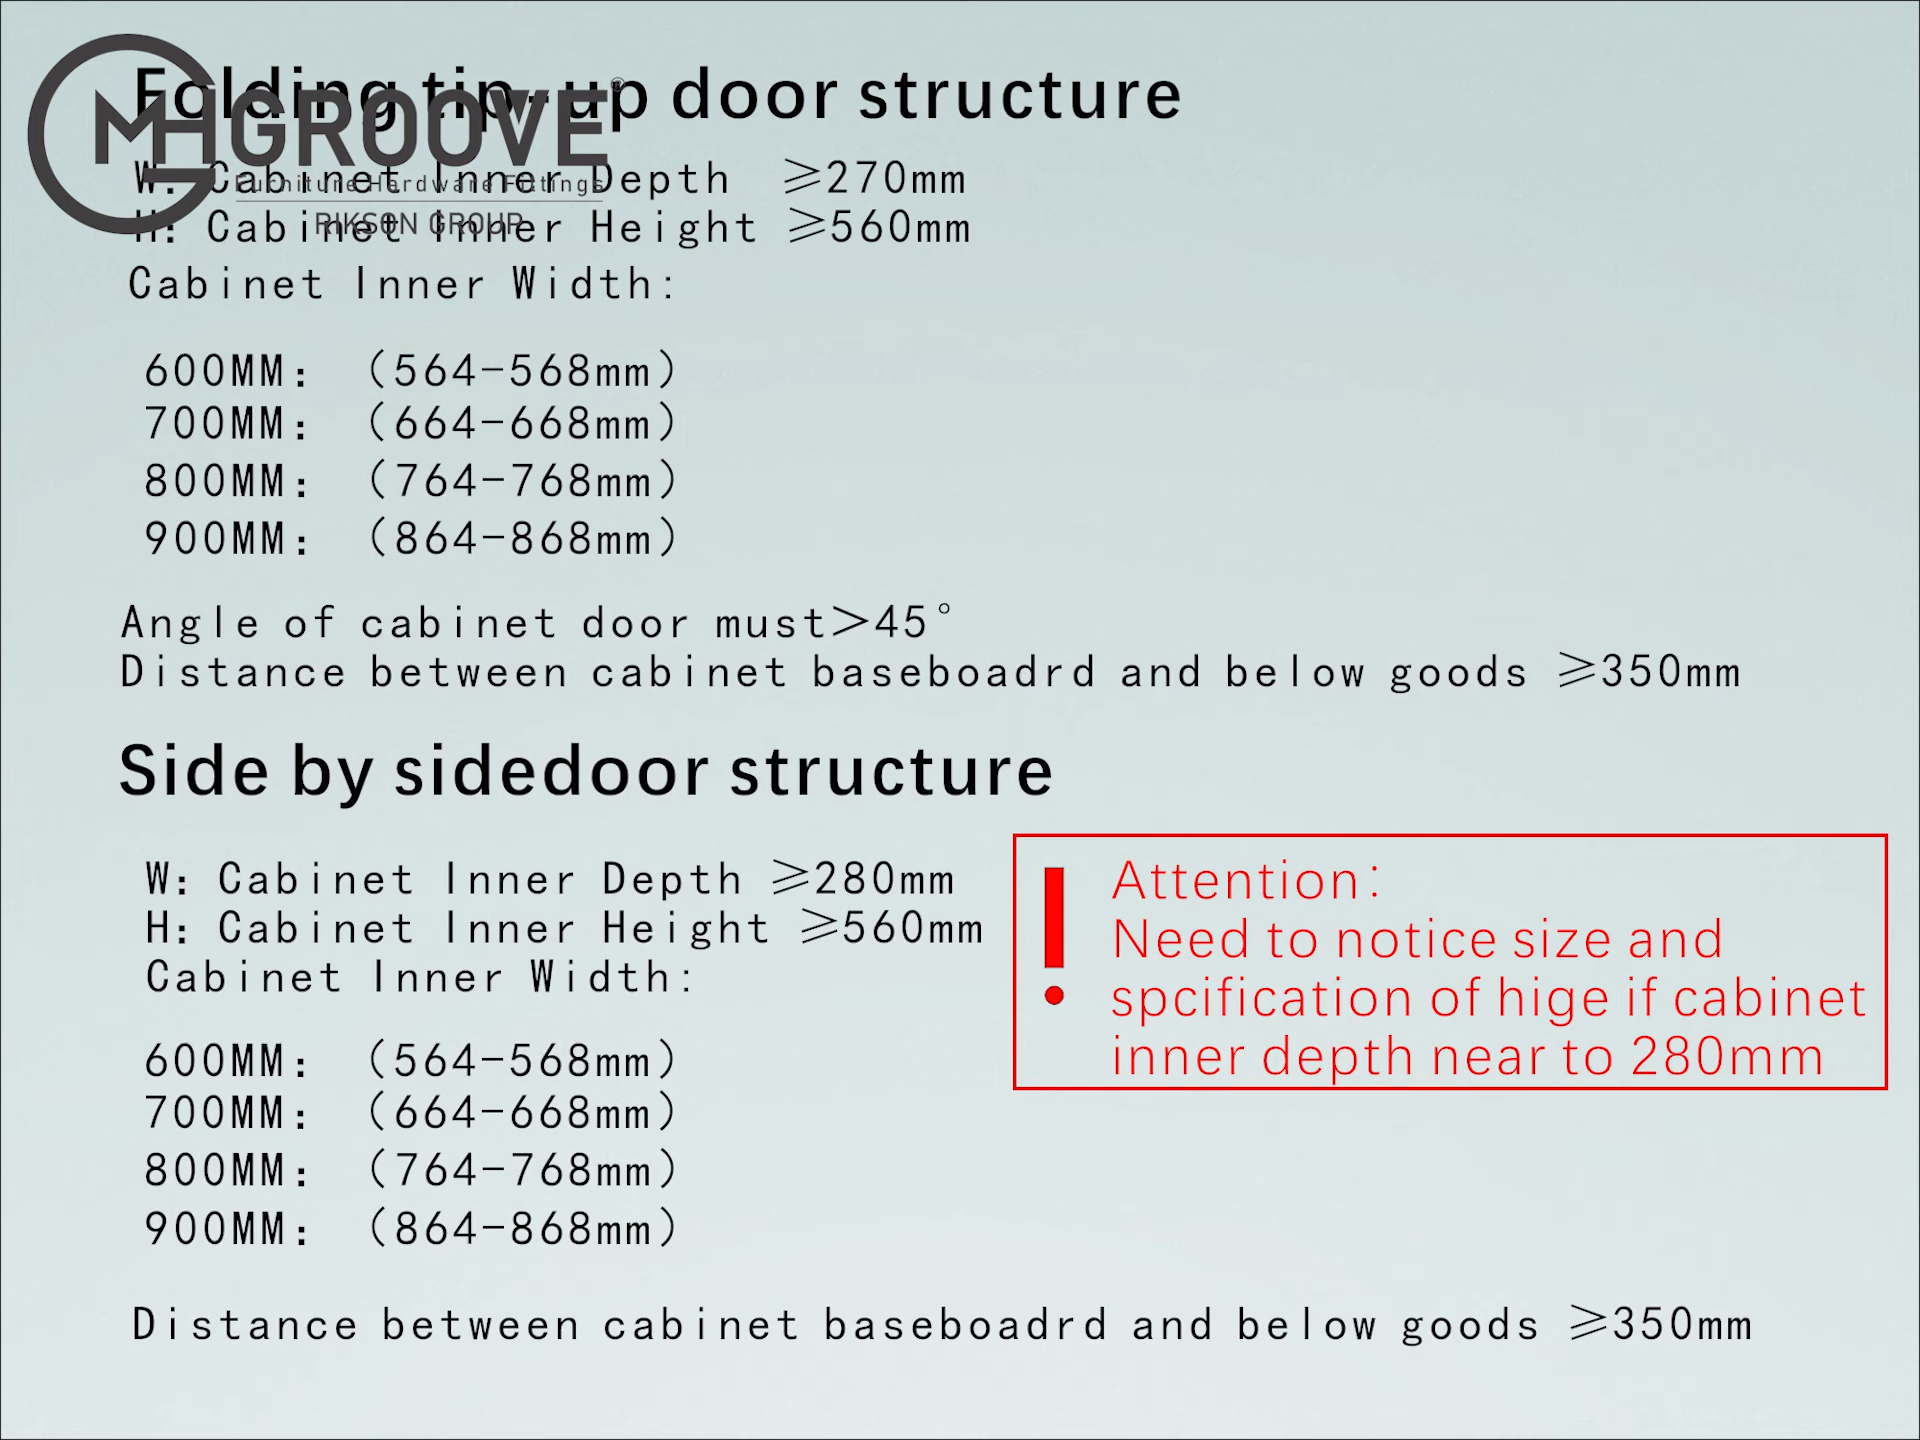 Folding tip-up door structure
MHGROOVE®
W: Cabinet Inner Depth ≥270mm
Furniture Hardware Fittings
H: Cabinet Inner Height ≥560mm
RIKSON GROUP
Cabinet Inner Width:
600MM: (564-568mm)
700MM: (664-668mm)
800MM: (764-768mm)
900MM: (864-868mm)
Angle of cabinet door must>45°
Distance between cabinet baseboadrd and below goods ≥350mm
Side by sidedoor structure
W: Cabinet Inner Depth ≥280mm
H: Cabinet Inner Height ≥560mm
Cabinet Inner Width:
600MM: (564-568mm)
700MM: (664-668mm)
800MM: (764-768mm)
900MM: (864-868mm)
! Attention:
Need to notice size and
spcification of hige if cabinet
inner depth near to 280mm
Distance between cabinet baseboadrd and below goods ≥350mm